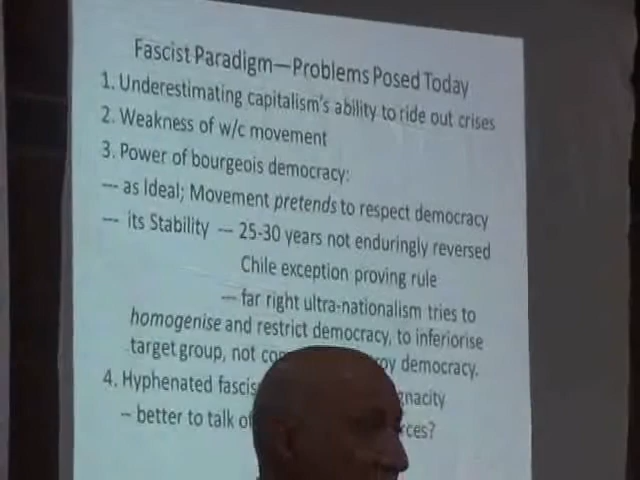 Fascist Paradigm—Problems Posed Today
1. Underestimating capitalism's ability to ride out crises
2. Weakness of w/c movement
3. Power of bourgeois democracy:
--- as Ideal; Movement pretends to respect democracy
--- its Stability --- 25-30 years not enduringly reversed
Chile exception proving rule
--- far right ultra-nationalism tries to
homogenise and restrict democracy, to inferiorise
target group, not democracy.
4. Hyphenated
-- better to talk